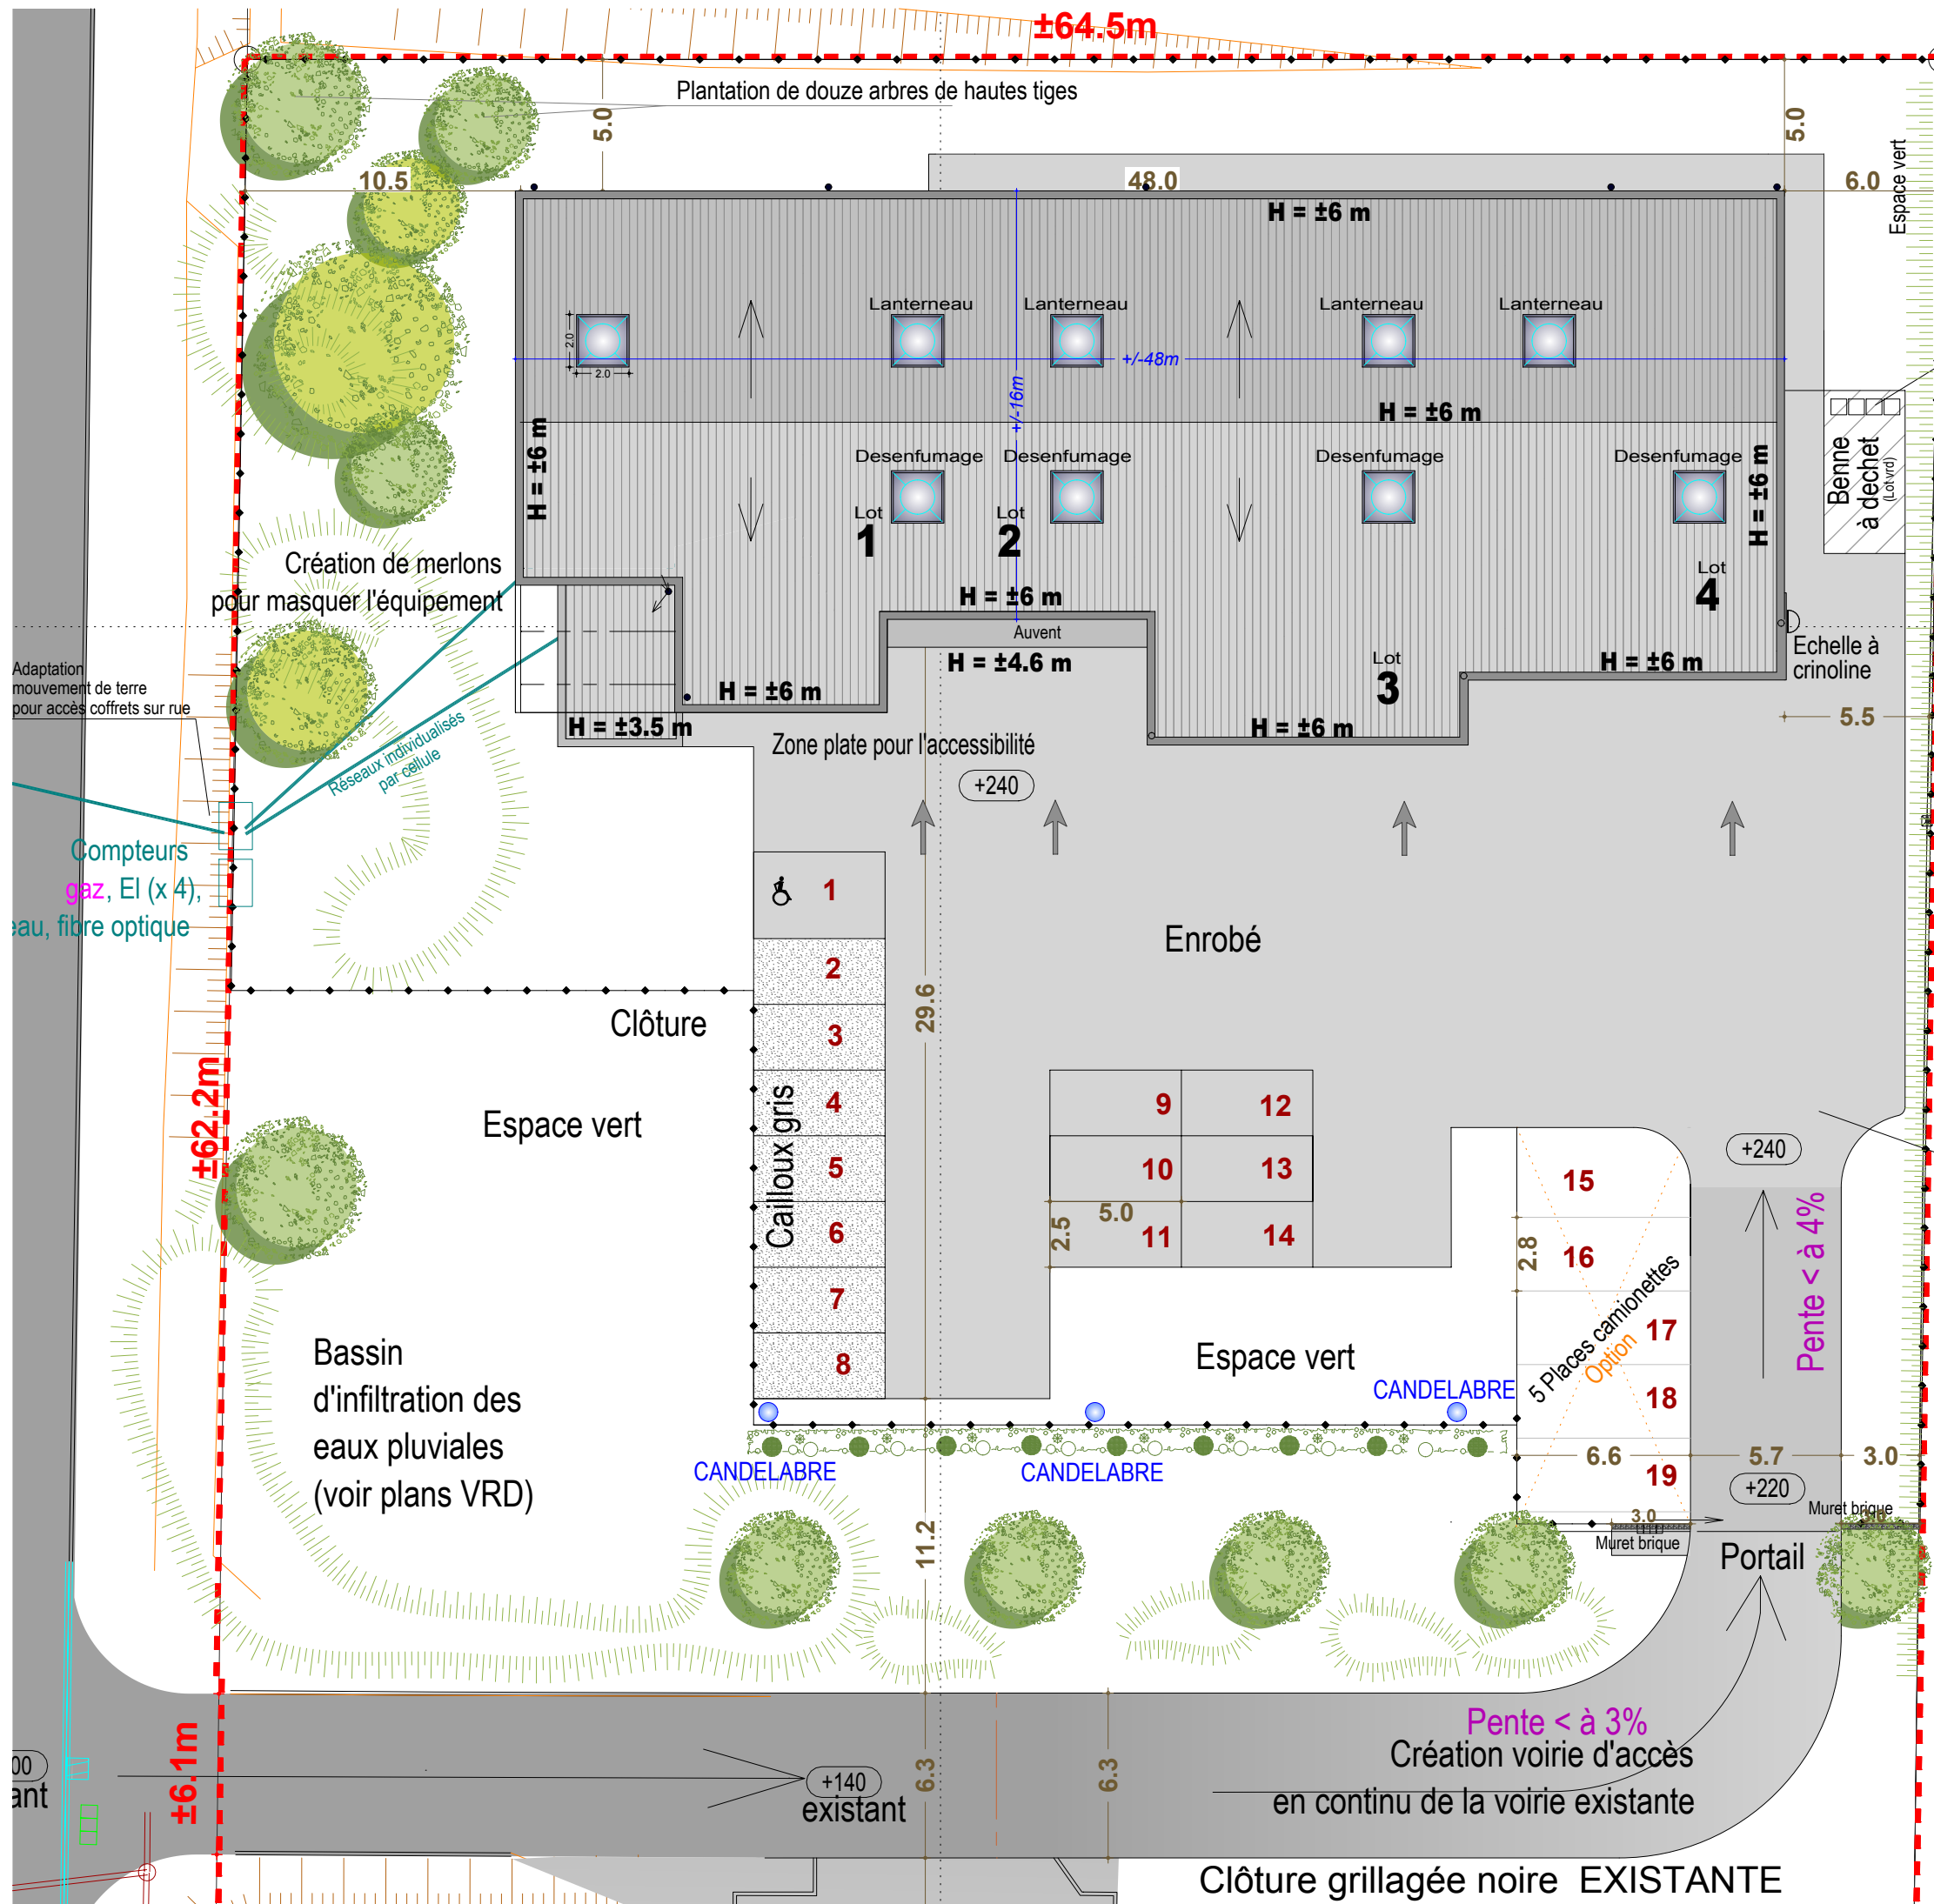 ±64.5m
Plantation de douze arbres de hautes tiges
5.0
5.0
10.5
48.0
6.0
Espace vert
H = ±6 m
Lanterneau
Lanterneau
Lanterneau
Lanterneau
2.0
2.0
+/-48m
+/-16m
H = ±6 m
H = ±6 m
H = ±6 m
Desenfumage
Desenfumage
Desenfumage
Desenfumage
Benne
à dechet
(Lot vrd)
Lot
1
Lot
2
Lot
3
Lot
4
Création de merlons
pour masquer l'équipement
H = ±6 m
Auvent
H = ±4.6 m
H = ±6 m
H = ±6 m
H = ±6 m
H = ±3.5 m
Echelle à
crinoline
5.5
Adaptation
mouvement de terre
pour accès coffrets sur rue
Réseaux individualisés
par cellule
Zone plate pour l'accessibilité
+240
Compteurs
gaz, El (x 4),
eau, fibre optique
Enrobé
29.6
Clôture
±62.2m
Espace vert
Cailloux gris
1
2
3
4
5
6
7
8
9
10
11
12
13
14
5.0
2.5
15
16
17
18
19
2.8
5 Places camionettes
Option
+240
Pente < à 4%
Espace vert
Bassin
d'infiltration des
eaux pluviales
(voir plans VRD)
CANDELABRE
CANDELABRE
CANDELABRE
6.6
5.7
3.0
+220
Muret brique
3.0
Muret brique
Portail
11.2
Pente < à 3%
Création voirie d'accès
en continu de la voirie existante
6.3
6.3
+140
existant
±6.1m
00
ant
Clôture grillagée noire EXISTANTE